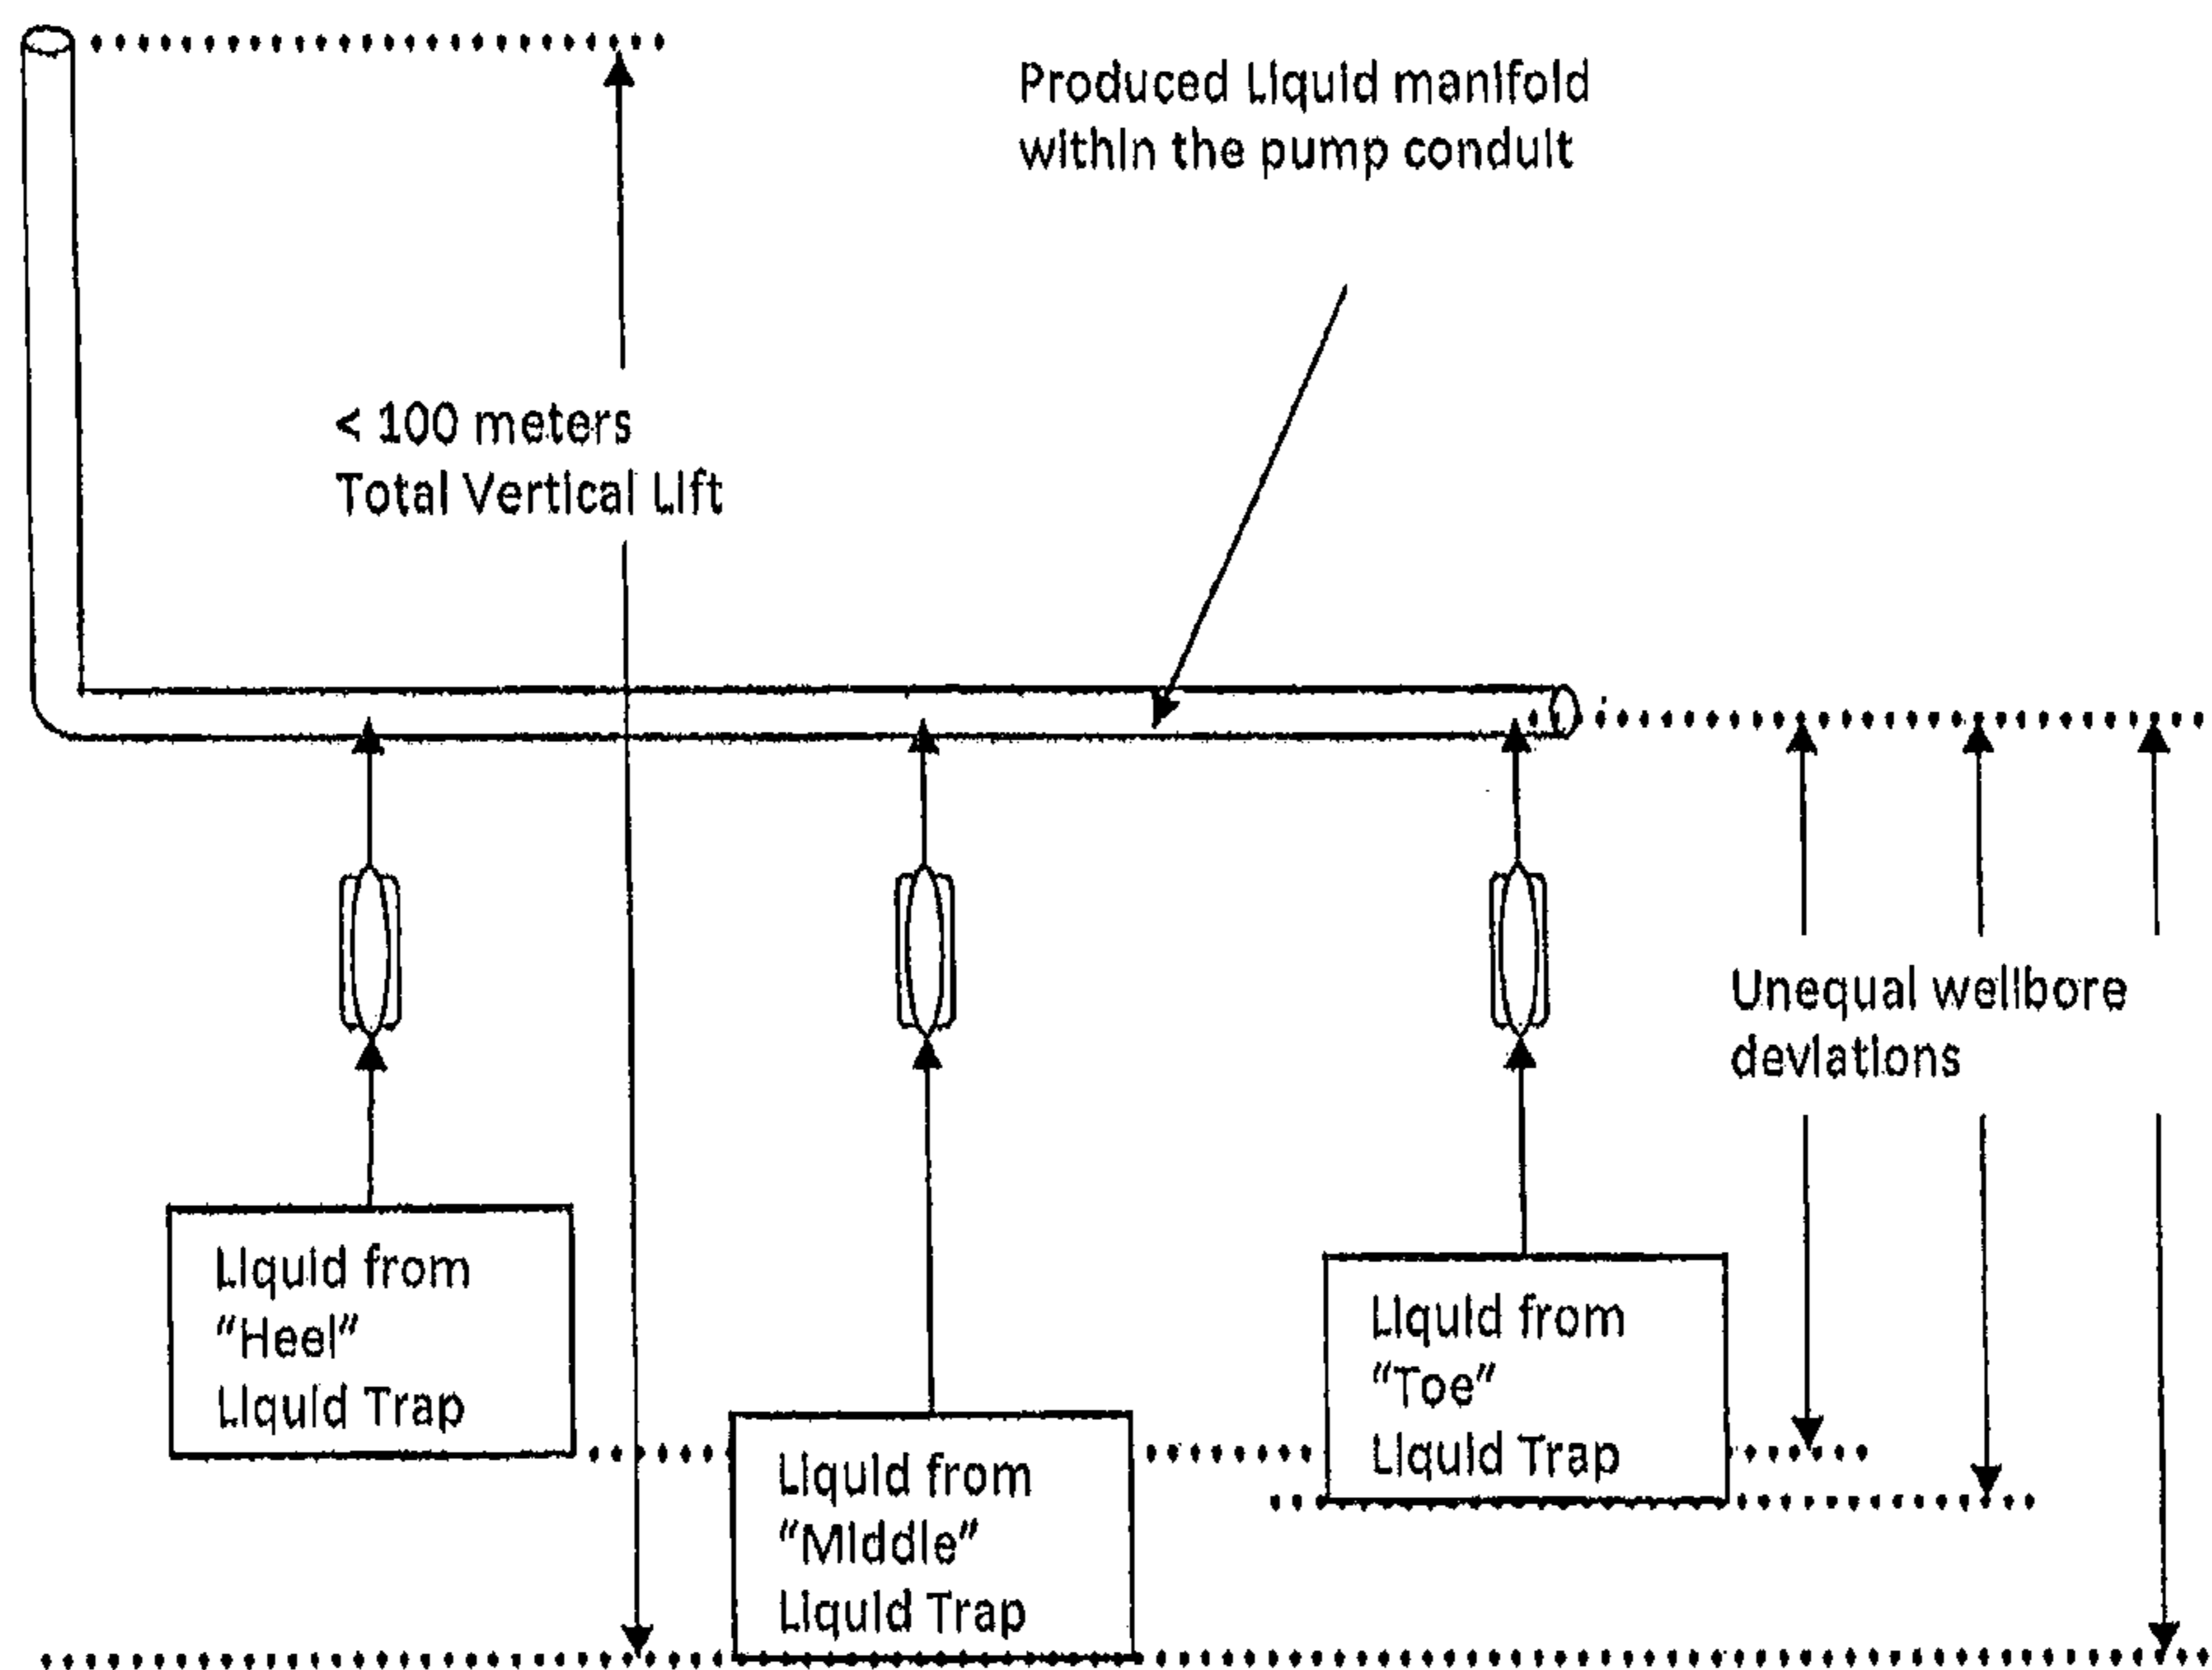 Produced Liquid manifold
within the pump conduit
< 100 meters
Total Vertical Lift
Unequal wellbore
deviations
Liquid from
“Heel”
Liquid Trap
Liquid from
“Middle”
Liquid Trap
Liquid from
“Toe”
Liquid Trap